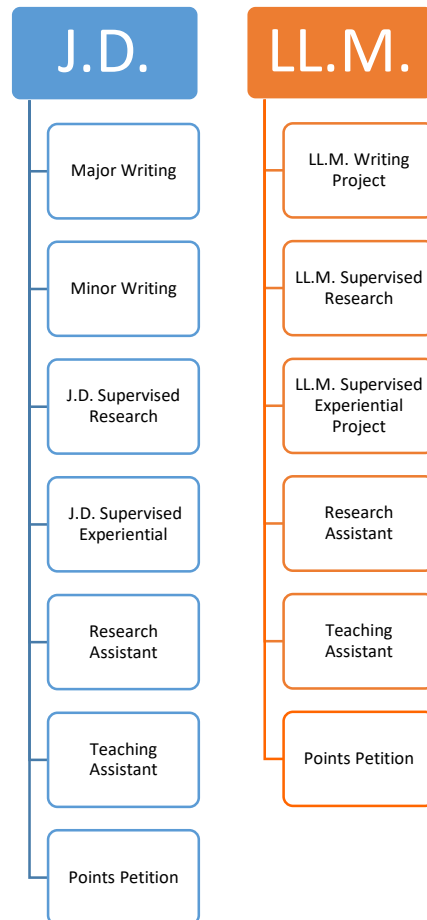 J.D.
Major Writing
Minor Writing
J.D. Supervised
Research
J.D. Supervised
Experiential
Research
Assistant
Teaching
Assistant
Points Petition
LL.M.
LL.M. Writing
Project
LL.M. Supervised
Research
LL.M. Supervised
Experiential
Project
Research
Assistant
Teaching
Assistant
Points Petition